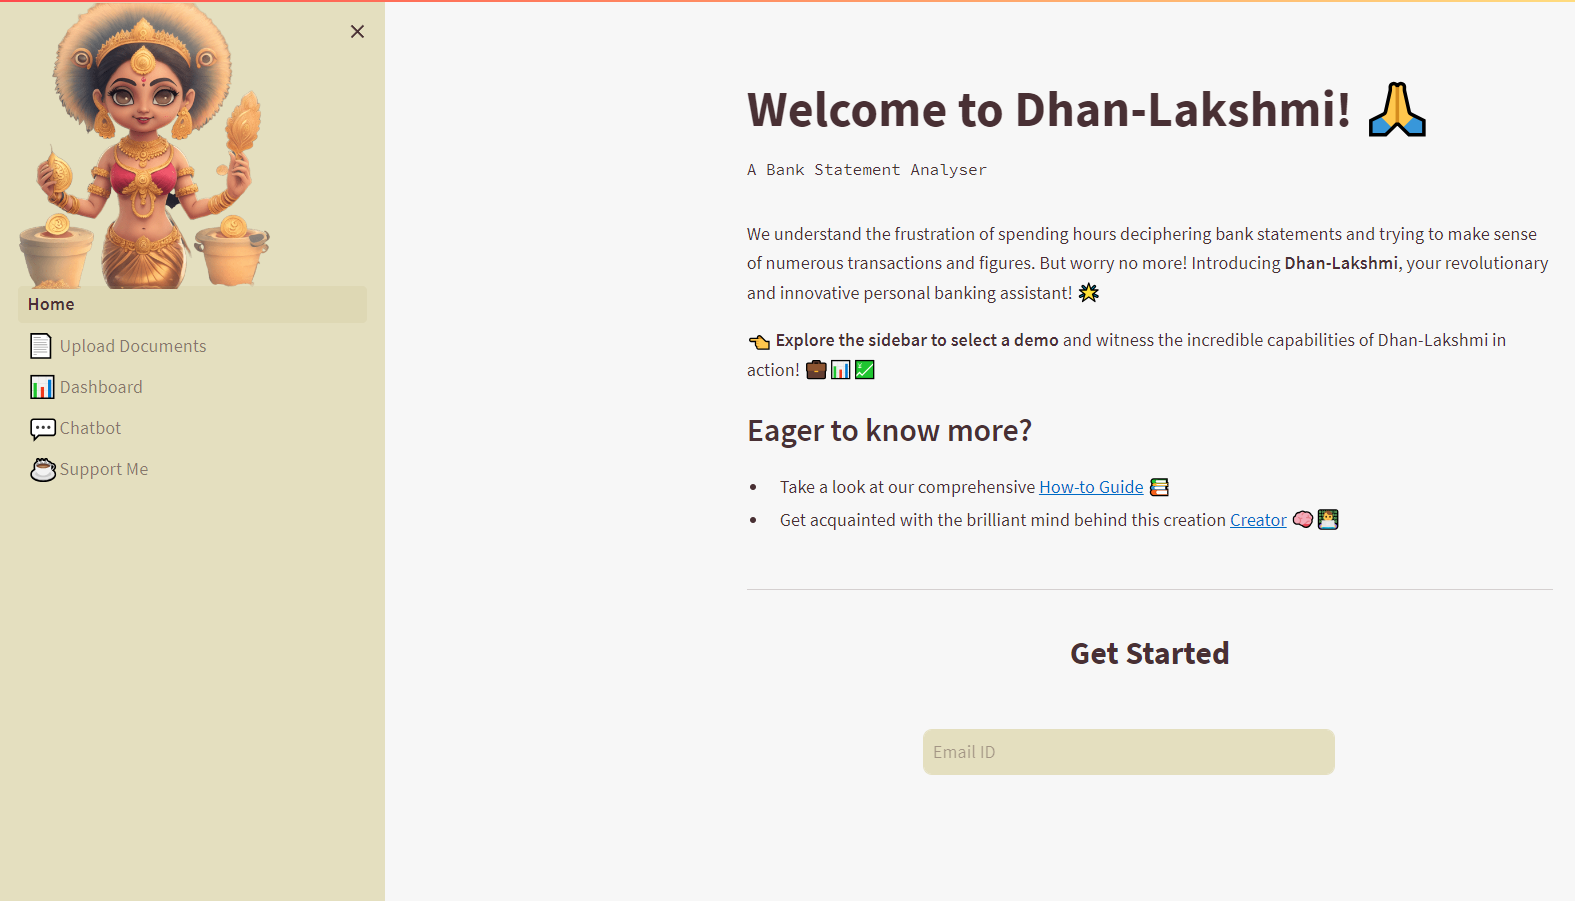 Home
Upload Documents
Dashboard
Chatbot
Support Me
Welcome to Dhan-Lakshmi! 🙏
A Bank Statement Analyser
We understand the frustration of spending hours deciphering bank statements and trying to make sense
of numerous transactions and figures. But worry no more! Introducing Dhan-Lakshmi, your revolutionary
and innovative personal banking assistant! 🌟
👈 Explore the sidebar to select a demo and witness the incredible capabilities of Dhan-Lakshmi in
action! 💼📊💹
Eager to know more?
• Take a look at our comprehensive How-to Guide 📚
• Get acquainted with the brilliant mind behind this creation Creator 🧠👨‍💻
Get Started
Email ID